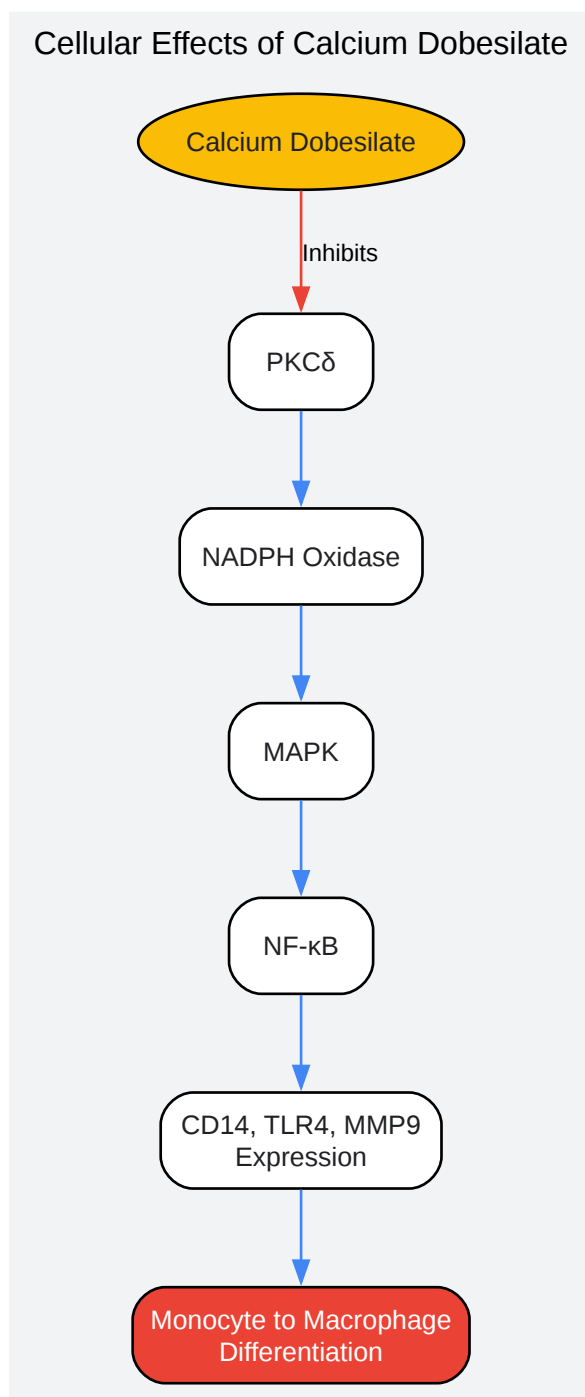 Cellular Effects of Calcium Dobesilate
Calcium Dobesilate
Inhibits
PKCδ
NADPH Oxidase
MAPK
NF-κB
CD14, TLR4, MMP9
Expression
Monocyte to Macrophage
Differentiation